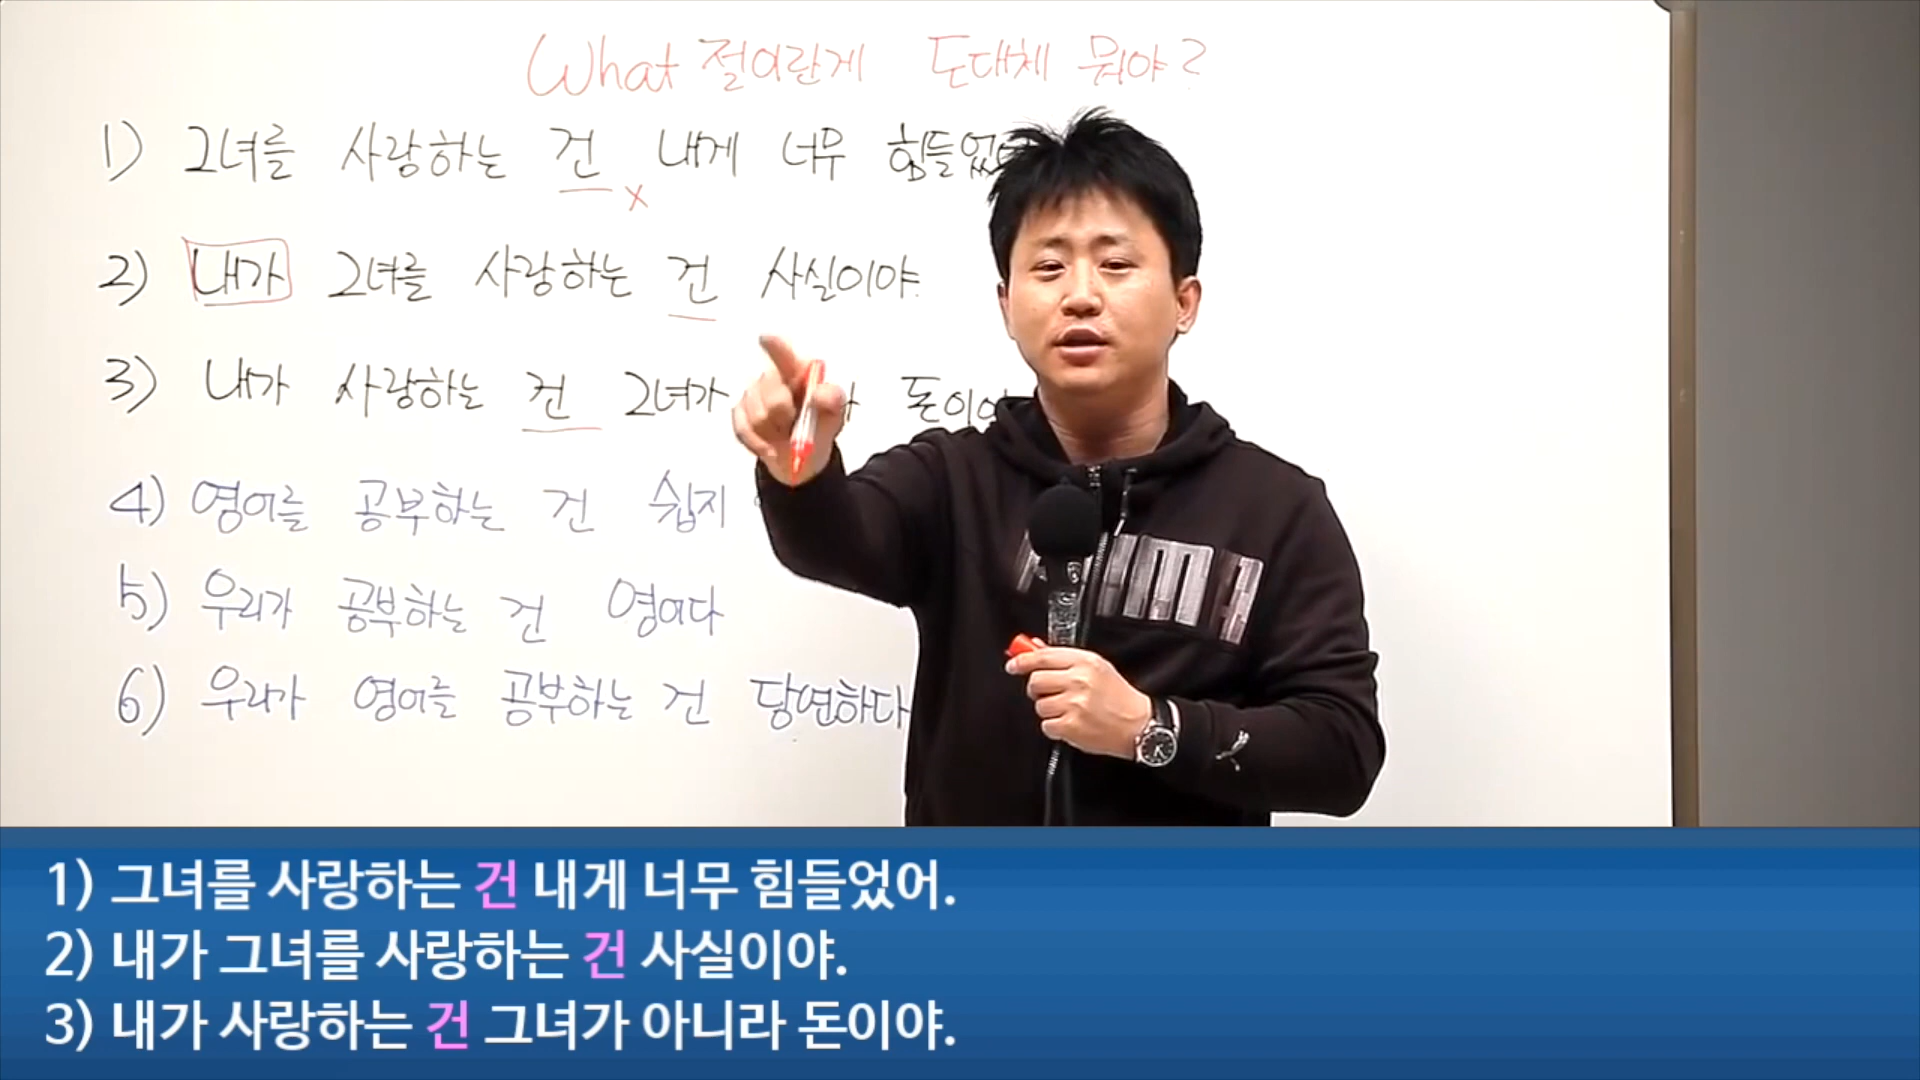 What 절이란게 도대체 뭐야?
1) 그녀를 사랑하는 건 내게 너무 힘들었
2) 내가 그녀를 사랑하는 건 사실이야.
3) 내가 사랑하는 건 그녀가 돈이야
4) 영어를 공부하는 건 쉽지
5) 우리가 공부하는 건 영어다
6) 우리가 영어를 공부하는 건 당연하다
1) 그녀를 사랑하는 건 내게 너무 힘들었어.
2) 내가 그녀를 사랑하는 건 사실이야.
3) 내가 사랑하는 건 그녀가 아니라 돈이야.